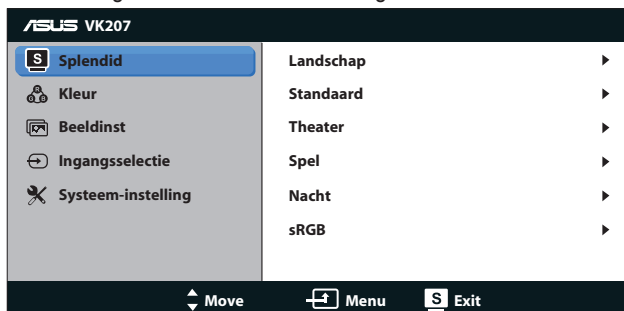 ASUS VK207
S Splendid
Landschap
Kleur
Standaard
Beeldinst
Theater
Ingangsselectie
Spel
Systeem-instelling
Nacht
sRGB
Move Menu S Exit